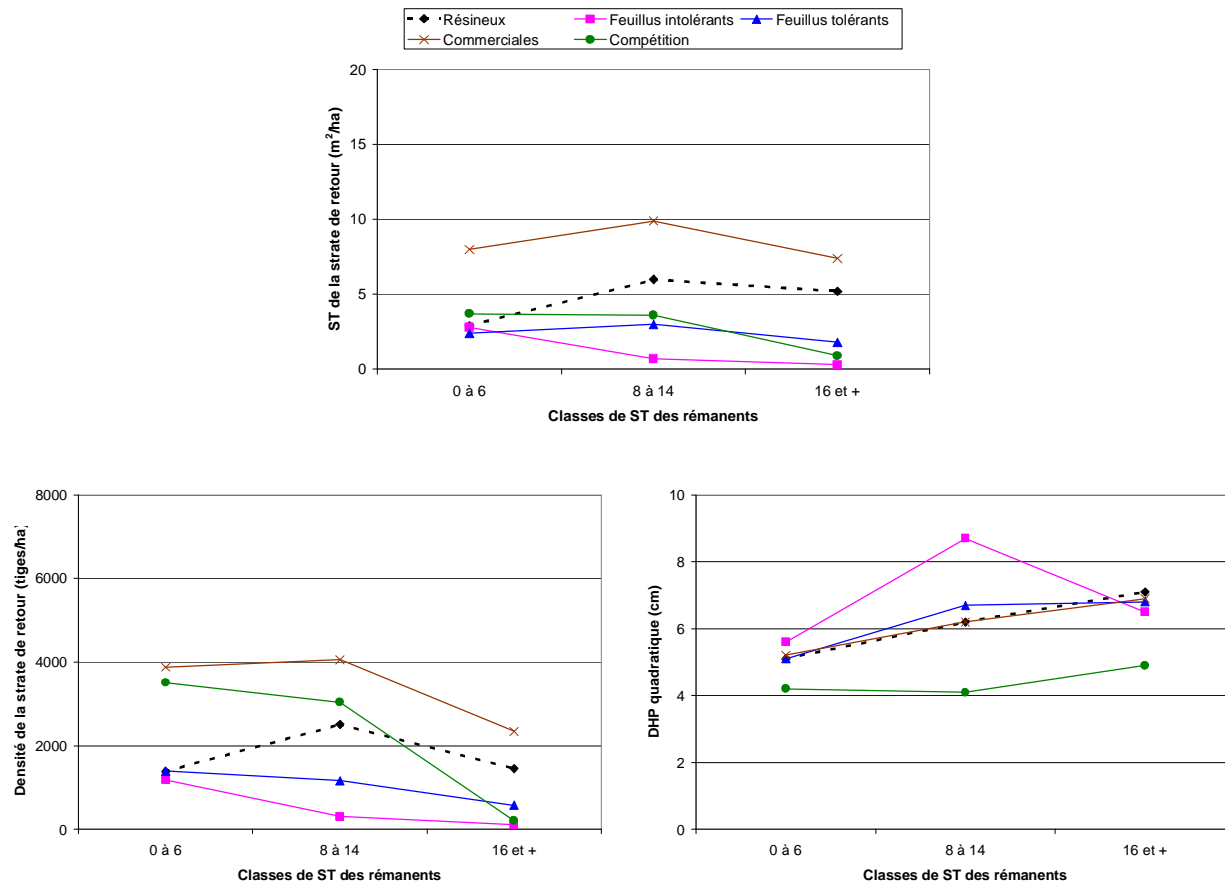 Résineux Feuillus intolérants Feuillus tolérants
Commerciales Compétition
ST de la strate de retour (m²/ha)
20
15
10
5
0
0 à 6 8 à 14 16 et +
Classes de ST des rémanents
Densité de la strate de retour (tiges/ha)
8000
6000
4000
2000
0
0 à 6 8 à 14 16 et +
Classes de ST des rémanents
DHP quadratique (cm)
10
8
6
4
2
0
0 à 6 8 à 14 16 et +
Classes de ST des rémanents